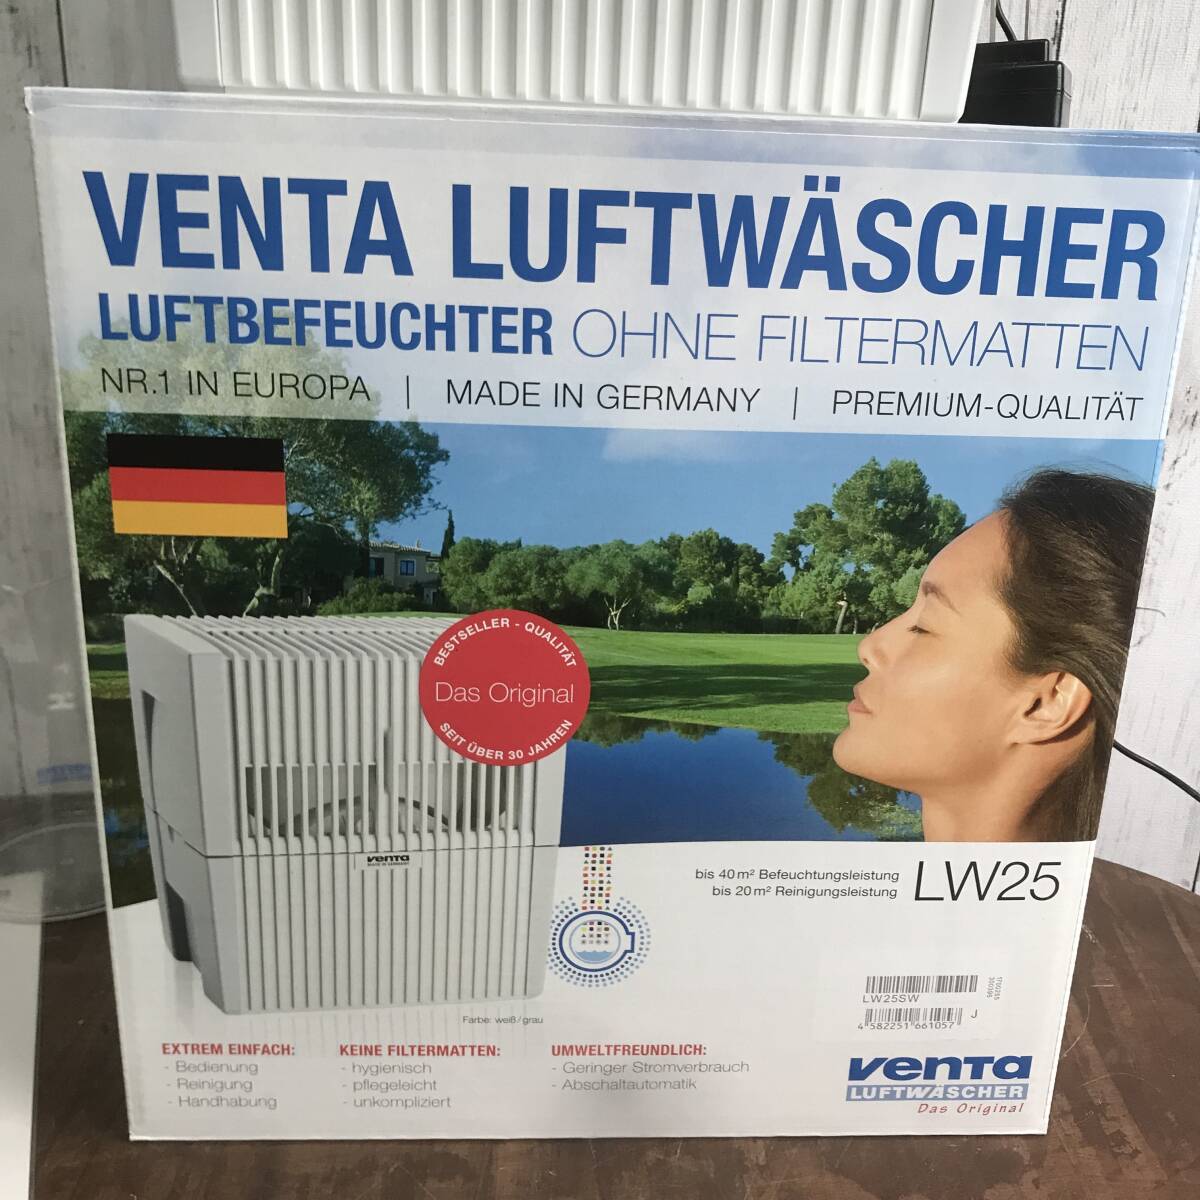 VENTA LUFTWÄSCHER
LUFTBEFEUCHTER OHNE FILTERMATTEN
NR.1 IN EUROPA | MADE IN GERMANY | PREMIUM-QUALITÄT
BESTSELLER - QUALITÄT
Das Original
SEIT ÜBER 30 JAHREN
venta
MADE IN GERMANY
bis 40 m² Befeuchtungsleistung
bis 20 m² Reinigungsleistung
LW25
Farbe: weiß/grau
LW25SW
4 582251 661057 J
EXTREM EINFACH:
- Bedienung
- Reinigung
- Handhabung
KEINE FILTERMATTEN:
- hygienisch
- pflegeleicht
- unkompliziert
UMWELTFREUNDLICH:
- Geringer Stromverbrauch
- Abschaltautomatik
venta
LUFTWÄSCHER
Das Original